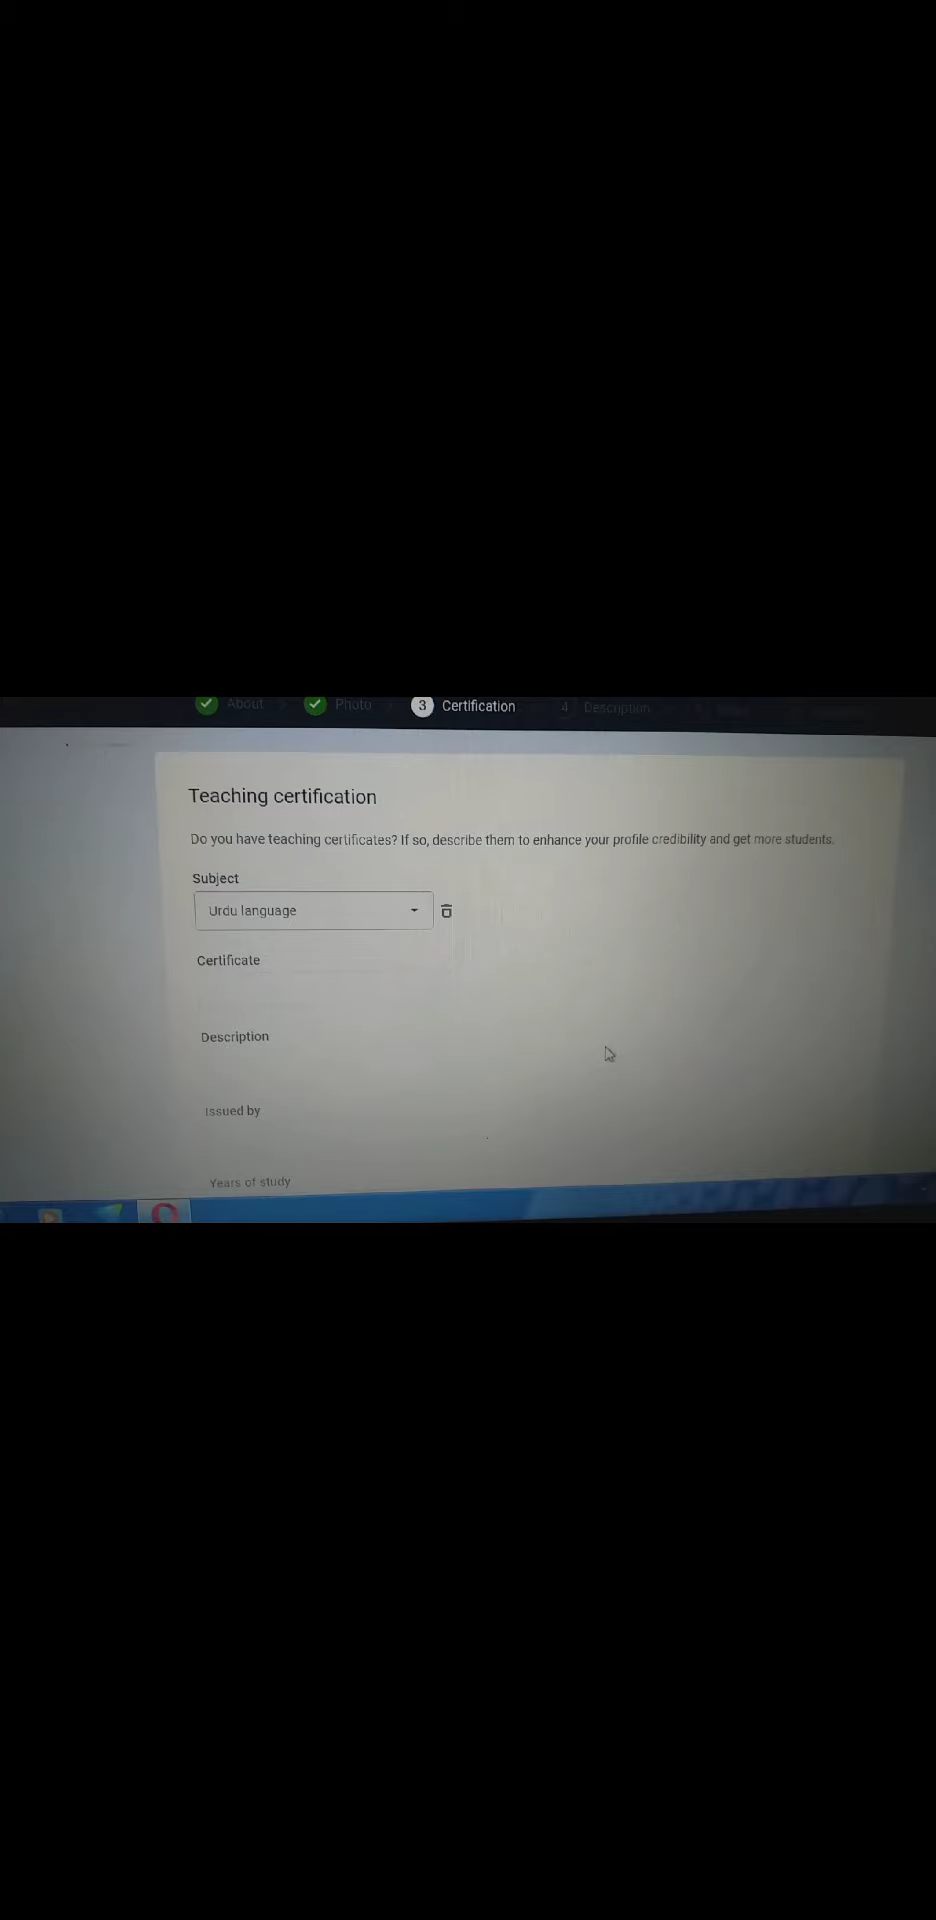 About
Photo
3 Certification
4 Description
Teaching certification
Do you have teaching certificates? If so, describe them to enhance your profile credibility and get more students.
Subject
Urdu language
Certificate
Description
Issued by
Years of study